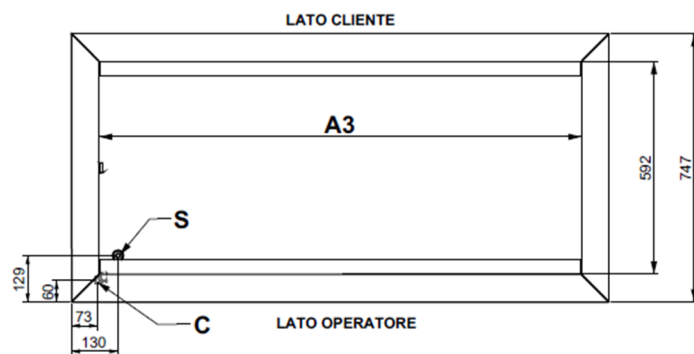 LATO CLIENTE
A3
592
747
S
129
60
73
C
LATO OPERATORE
130